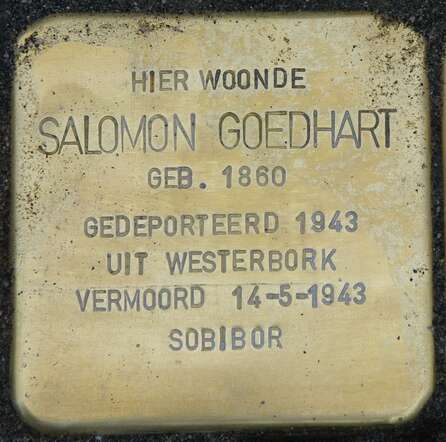 HIER WOONDE
SALOMON GOEDHART
GEB. 1860
GEDEPORTEERD 1943
UIT WESTERBORK
VERMOORD 14-5-1943
SOBIBOR